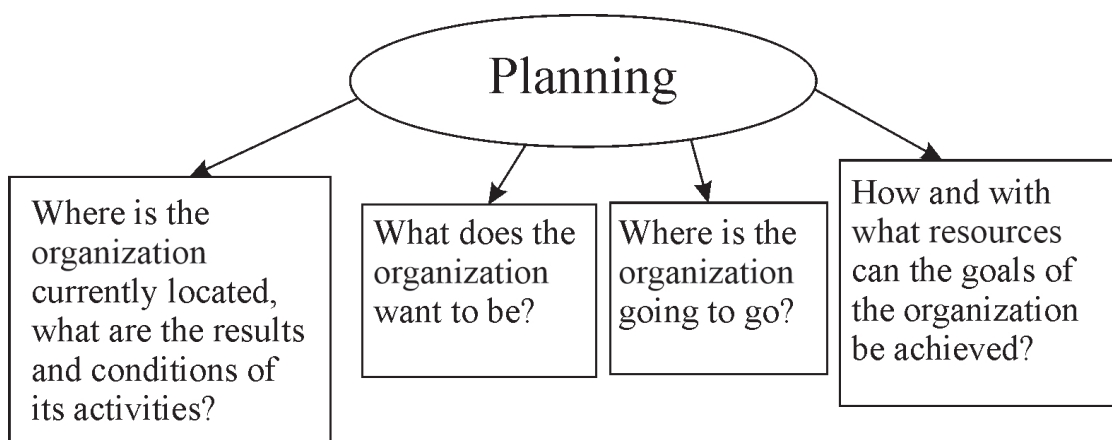 Planning
Where is the
organization
currently located,
what are the results
and conditions of
its activities?
What does the
organization
want to be?
Where is the
organization
going to go?
How and with
what resources
can the goals of
the organization
be achieved?